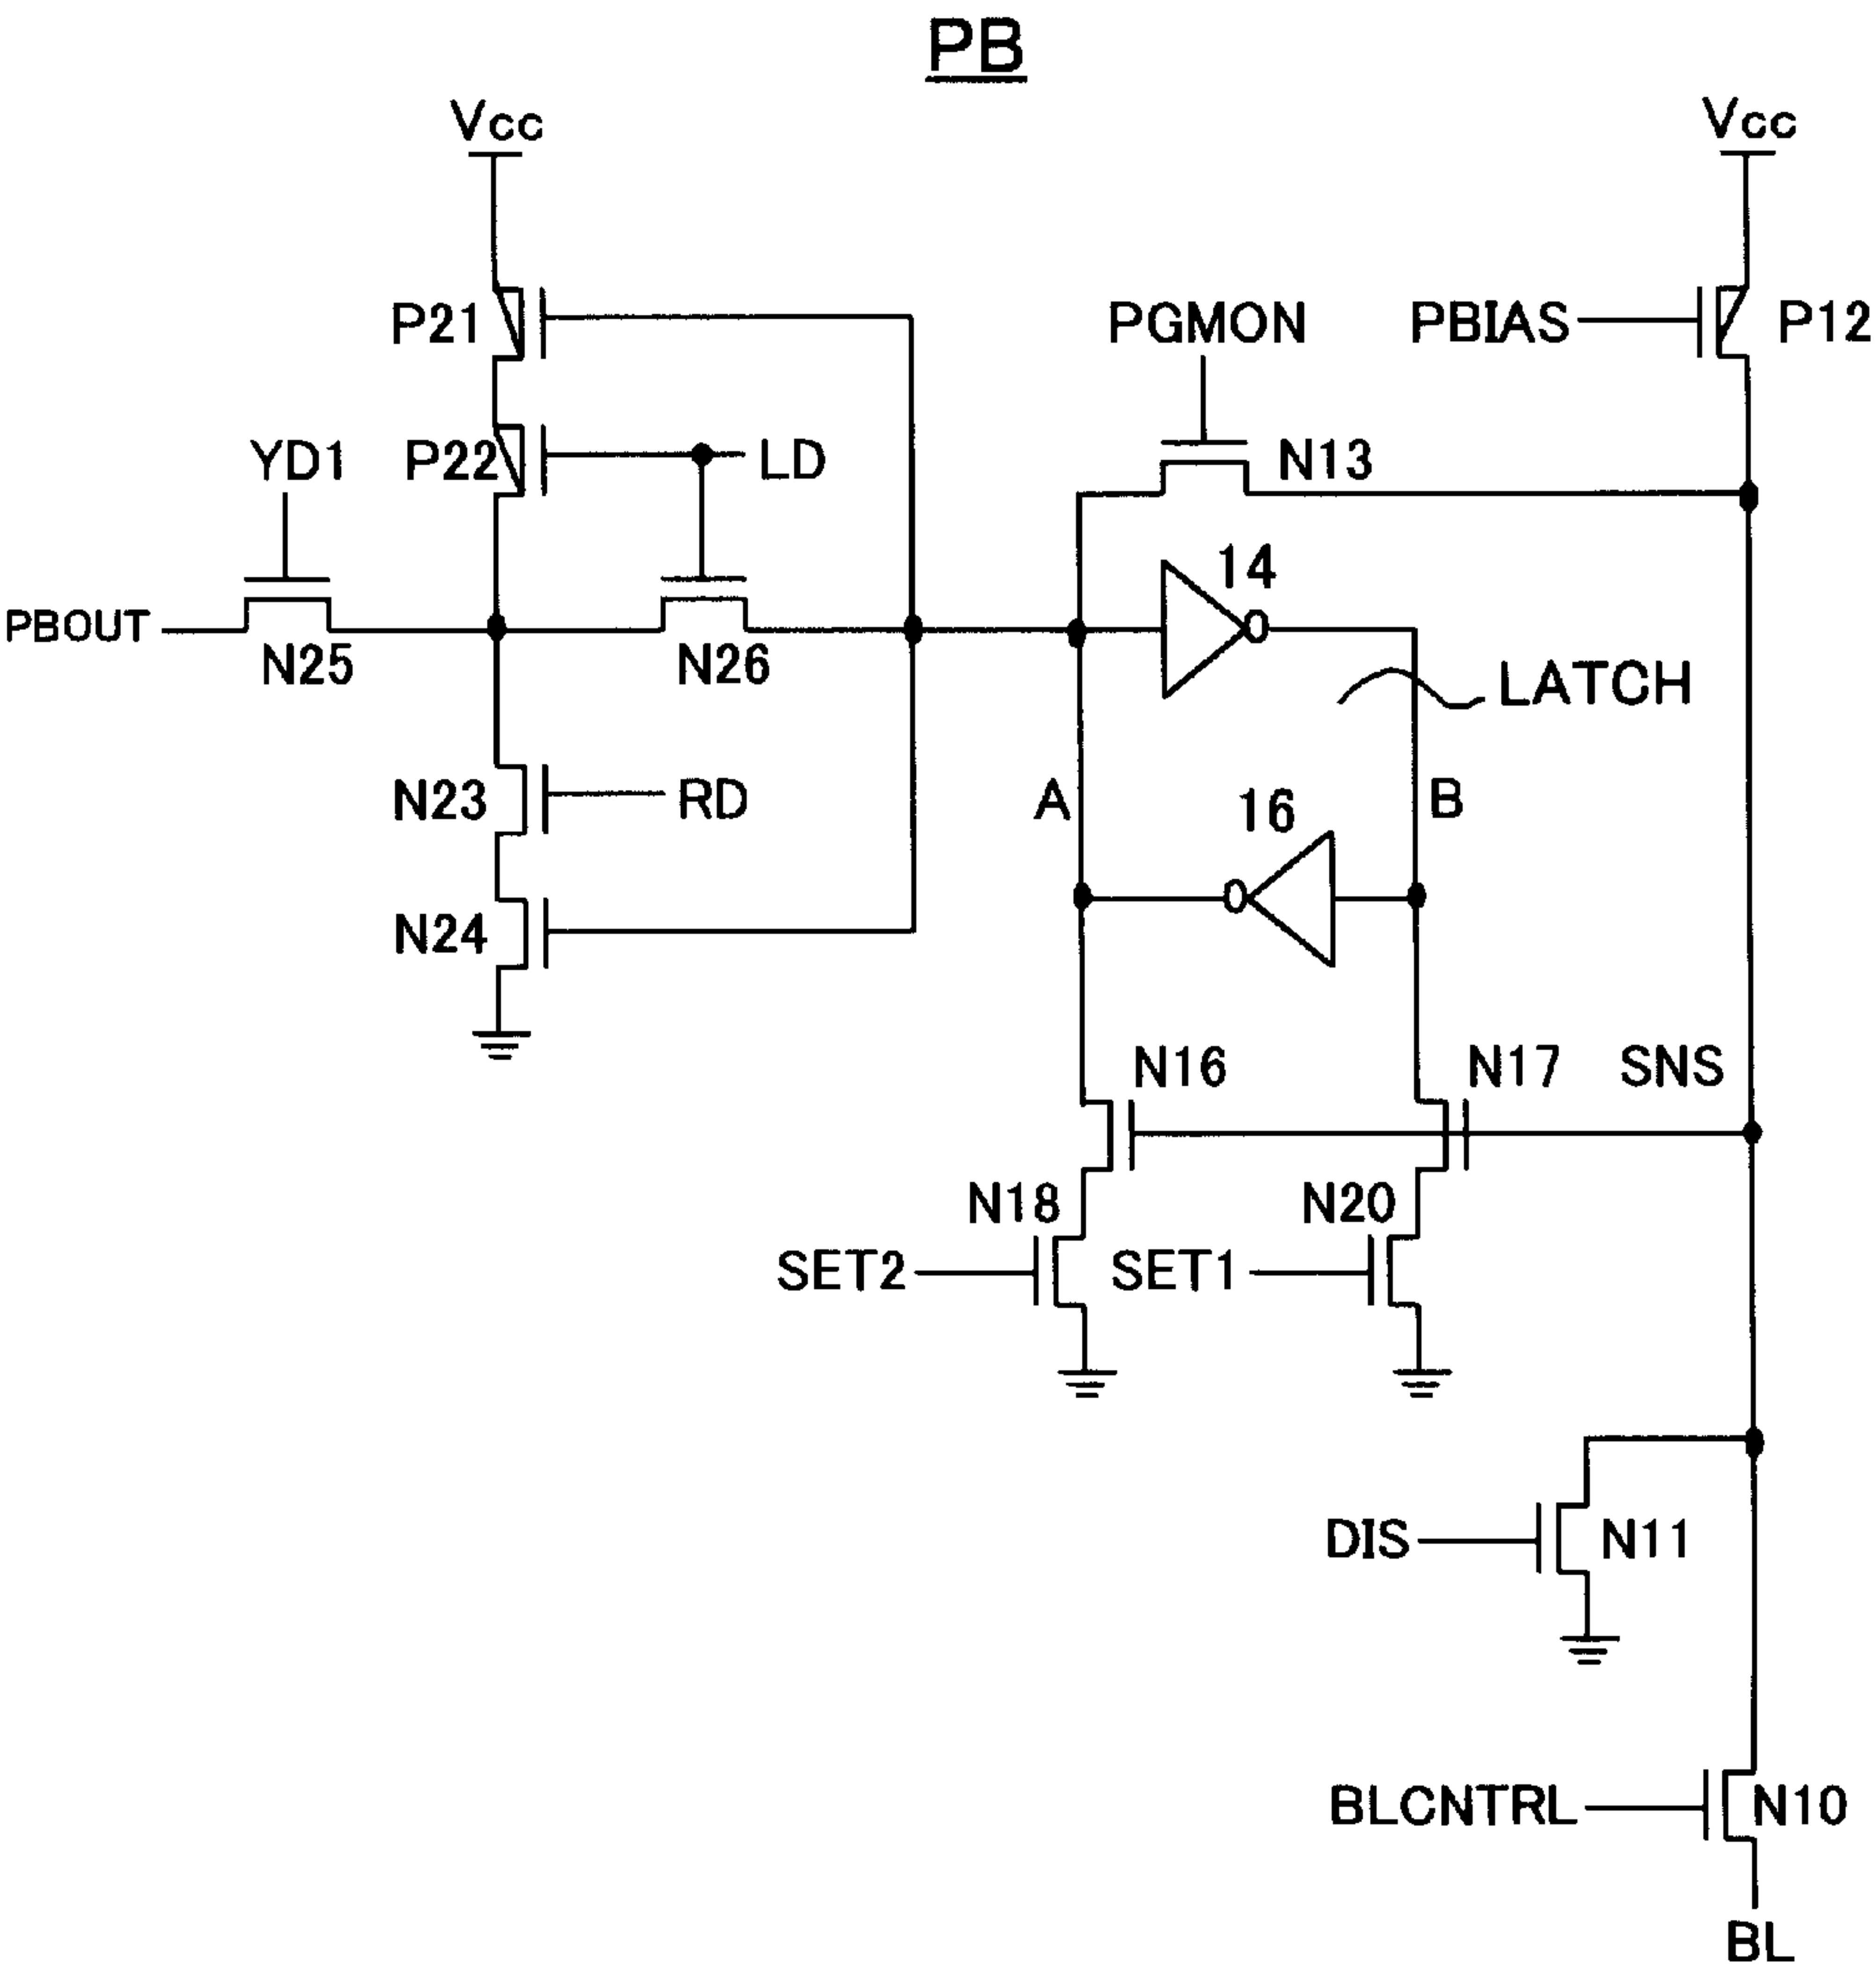 PB
Vcc
Vcc
P21
PGMON
PBIAS
P12
YD1
P22
LD
N13
14
PBOUT
N25
N26
LATCH
N23
RD
A
16
B
N24
N16
N17
SNS
N18
N20
SET2
SET1
DIS
N11
BLCNTRL
N10
BL